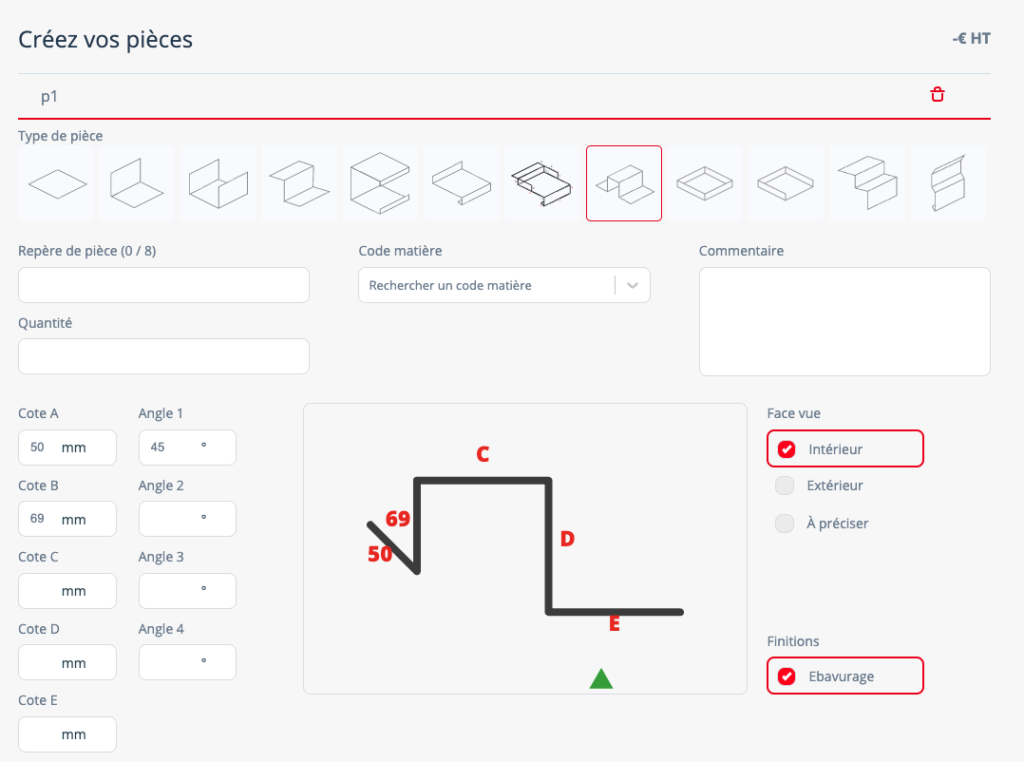 Créez vos pièces
-€ HT
p1
Type de pièce
Repère de pièce (0 / 8)
Code matière
Rechercher un code matière
Commentaire
Quantité
Cote A
Angle 1
50 mm
45 °
Cote B
Angle 2
69 mm
°
Cote C
Angle 3
mm
°
Cote D
Angle 4
mm
°
Cote E
mm
C
69
50
D
E
Face vue
Intérieur
Extérieur
À préciser
Finitions
Ebavurage